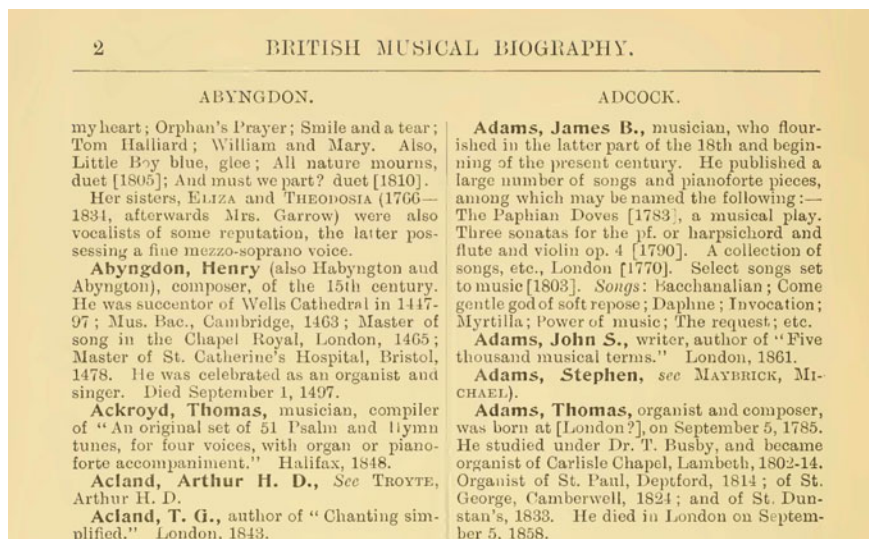 2 BRITISH MUSICAL BIOGRAPHY.
ABYNGDON.
my heart; Orphan's Prayer; Smile and a tear;
Tom Halliard; William and Mary. Also,
Little Boy blue, glee; All nature mourns,
duet [1805]; And must we part? duet [1810].
Her sisters, ELIZA and THEODOSIA (1766—
1834, afterwards Mrs. Garrow) were also
vocalists of some reputation, the latter pos-
sessing a fine mezzo-soprano voice.
Abyngdon, Henry (also Habyngton and
Abyngton), composer, of the 15th century.
He was succentor of Wells Cathedral in 1447-
97; Mus. Bac., Cambridge, 1463; Master of
song in the Chapel Royal, London, 1465;
Master of St. Catherine's Hospital, Bristol,
1478. He was celebrated as an organist and
singer. Died September 1, 1497.
Ackroyd, Thomas, musician, compiler
of "An original set of 51 Psalm and Hymn
tunes, for four voices, with organ or piano-
forte accompaniment." Halifax, 1848.
Acland, Arthur H. D., See TROYTE,
Arthur H. D.
Acland, T. G., author of "Chanting sim-
plified." London, 1843.
ADCOCK.
Adams, James B., musician, who flour-
ished in the latter part of the 18th and begin-
ning of the present century. He published a
large number of songs and pianoforte pieces,
among which may be named the following:—
The Paphian Doves [1783], a musical play.
Three sonatas for the pf. or harpsichord and
flute and violin op. 4 [1790]. A collection of
songs, etc., London [1770]. Select songs set
to music [1803]. Songs: Bacchanalian; Come
gentle god of soft repose; Daphne; Invocation;
Myrtilla; Power of music; The request; etc.
Adams, John S., writer, author of "Five
thousand musical terms." London, 1861.
Adams, Stephen, see MAYBRICK, MI-
CHAEL).
Adams, Thomas, organist and composer,
was born at [London?], on September 5, 1785.
He studied under Dr. T. Busby, and became
organist of Carlisle Chapel, Lambeth, 1802-14.
Organist of St. Paul, Deptford, 1814; of St.
George, Camberwell, 1824; and of St. Dun-
stan's, 1833. He died in London on Septem-
ber 5, 1858.